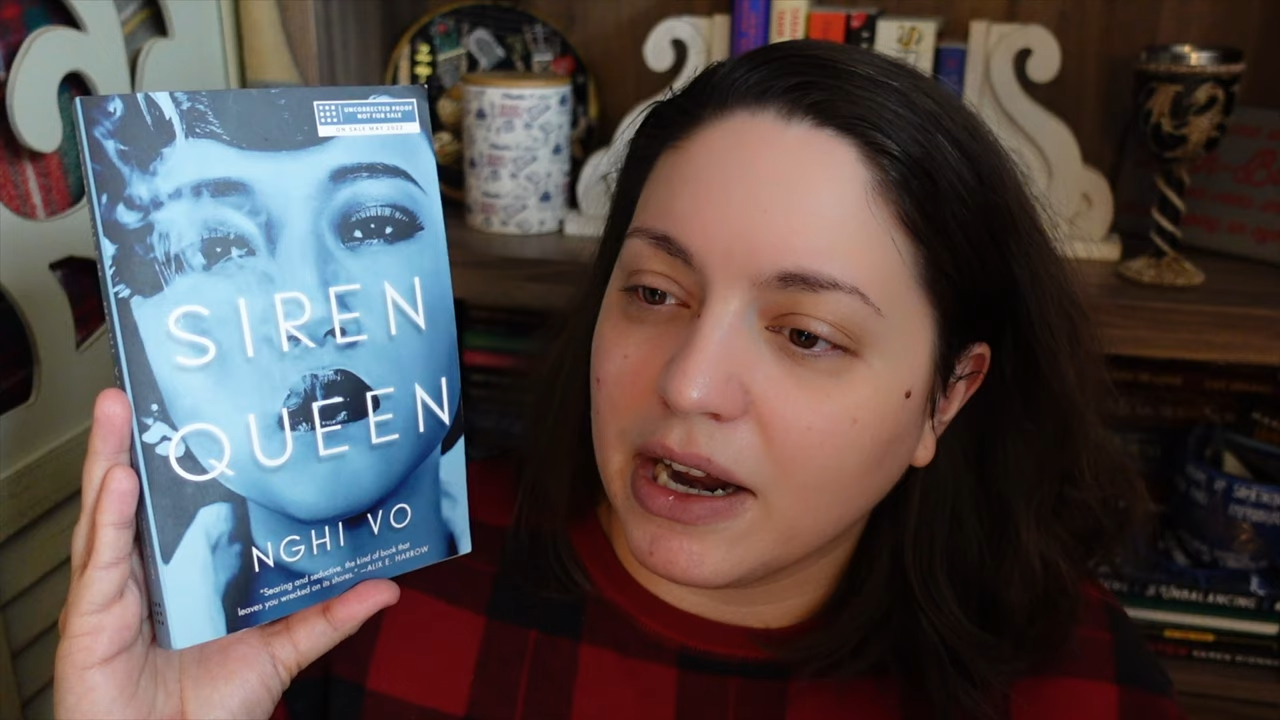 UNCORRECTED PROOF
NOT FOR SALE
ON SALE MAY 2022
SIREN
QUEEN
NGHI VO
"Searing and seductive, the kind of book that
leaves you wrecked on its shores." —ALIX E. HARROW
UNBALANCING